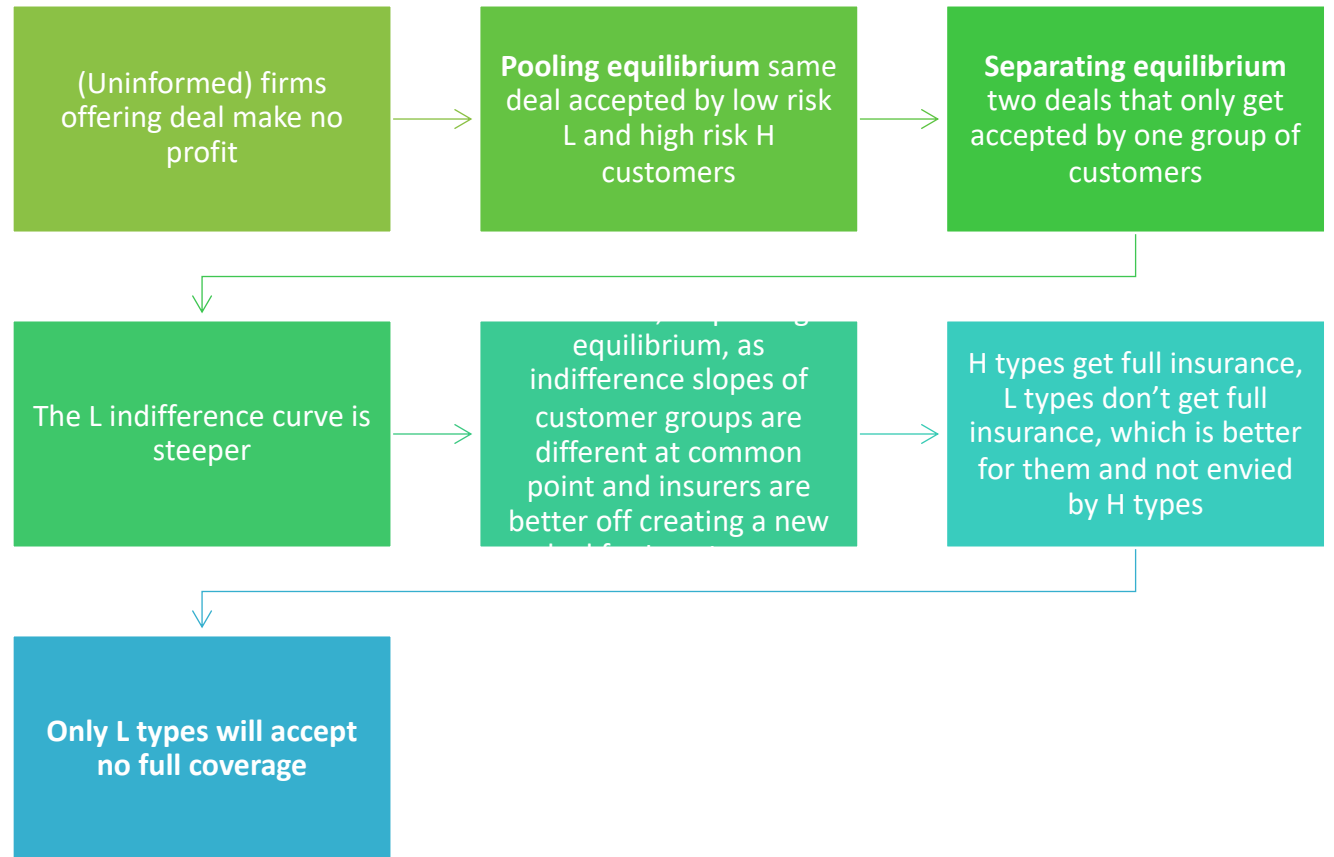 (Uninformed) firms
offering deal make no
profit
Pooling equilibrium same
deal accepted by low risk
L and high risk H
customers
Separating equilibrium
two deals that only get
accepted by one group of
customers
The L indifference curve is
steeper
equilibrium, as
indifference slopes of
customer groups are
different at common
point and insurers are
better off creating a new
H types get full insurance,
L types don’t get full
insurance, which is better
for them and not envied
by H types
Only L types will accept
no full coverage